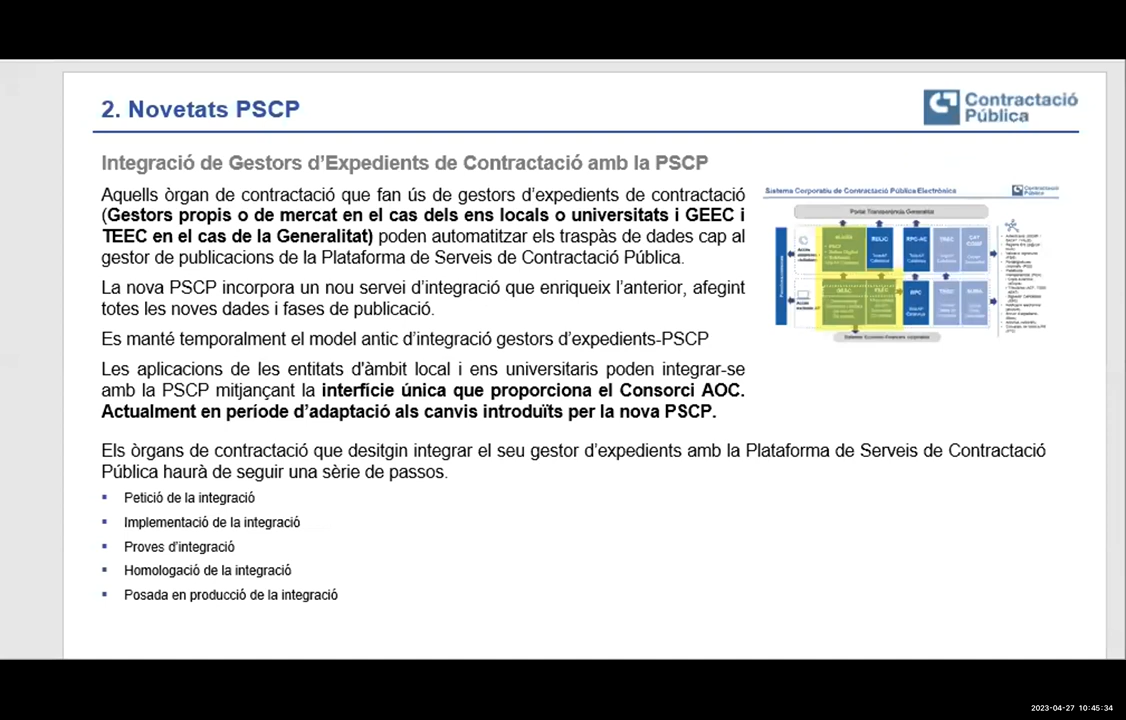 2. Novetats PSCP
Contractació
Pública
Integració de Gestors d'Expedients de Contractació amb la PSCP
Aquells òrgan de contractació que fan ús de gestors d'expedients de contractació
(Gestors propis o de mercat en el cas dels ens locals o universitats i GEEC i
TEEC en el cas de la Generalitat) poden automatitzar els traspàs de dades cap al
gestor de publicacions de la Plataforma de Serveis de Contractació Pública.
La nova PSCP incorpora un nou servei d'integració que enriqueix l'anterior, afegint
totes les noves dades i fases de publicació.
Es manté temporalment el model antic d'integració gestors d'expedients-PSCP
Les aplicacions de les entitats d'àmbit local i ens universitaris poden integrar-se
amb la PSCP mitjançant la interfície única que proporciona el Consorci AOC.
Actualment en període d'adaptació als canvis introduïts per la nova PSCP.
Sistema Corporatiu de Contractació Pública Electrònica
Contractació
Pública
Portal Transparència Generalitat
RELIC
RPC-AC
RPC
Els òrgans de contractació que desitgin integrar el seu gestor d'expedients amb la Plataforma de Serveis de Contractació
Pública haurà de seguir una sèrie de passos.
Petició de la integració
Implementació de la integració
Proves d'integració
Homologació de la integració
Posada en producció de la integració
2023-04-27 10:45:34